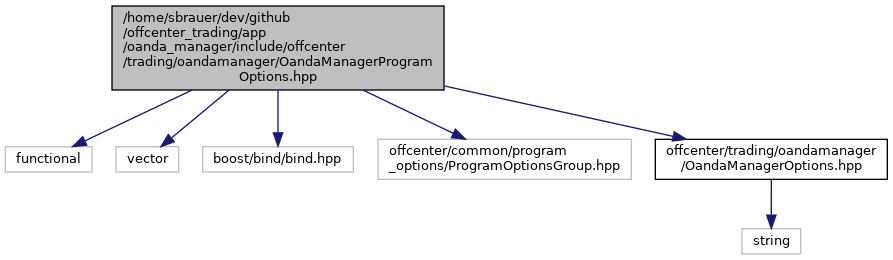 /home/sbrauer/dev/github
/offcenter_trading/app
/oanda_manager/include/offcenter
/trading/oandamanager/OandaManagerProgram
Options.hpp
functional
vector
boost/bind/bind.hpp
offcenter/common/program
_options/ProgramOptionsGroup.hpp
offcenter/trading/oandamanager
/OandaManagerOptions.hpp
string